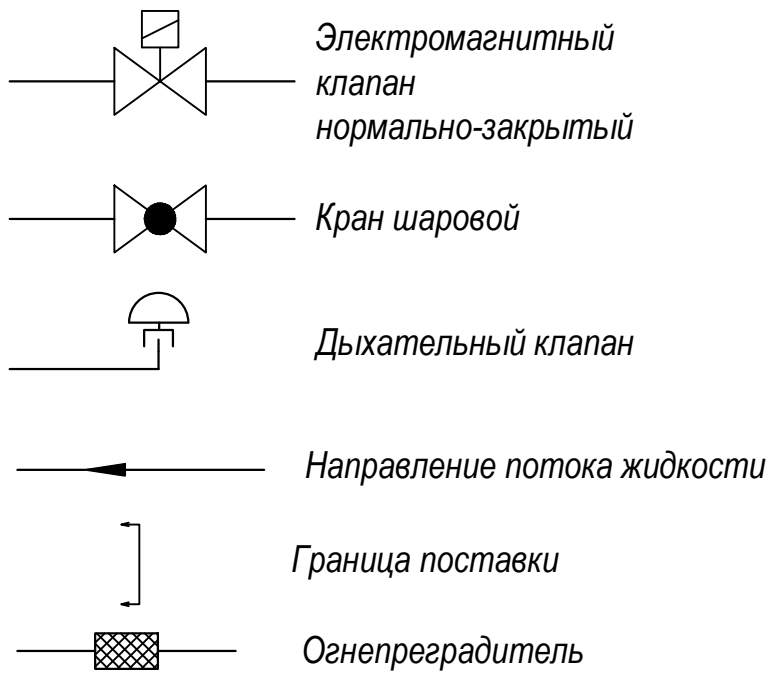 Электромагнитный
клапан
нормально-закрытый
Кран шаровой
Дыхательный клапан
Направление потока жидкости
Граница поставки
Огнепреградитель